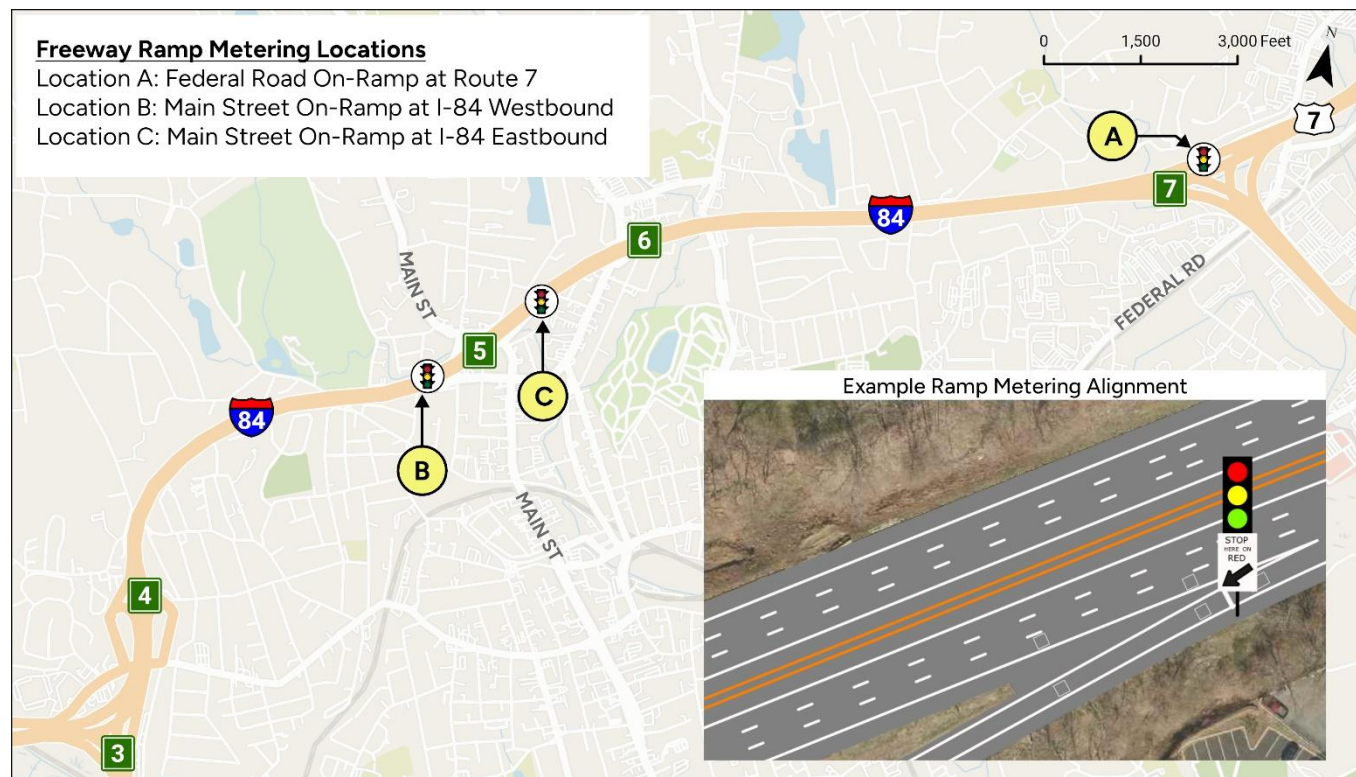 Freeway Ramp Metering Locations
Location A: Federal Road On-Ramp at Route 7
Location B: Main Street On-Ramp at I-84 Westbound
Location C: Main Street On-Ramp at I-84 Eastbound
0 1,500 3,000 Feet
N
7
A
7
84
6
MAIN ST
FEDERAL RD
5
C
84
B
MAIN ST
4
3
Example Ramp Metering Alignment
STOP
HERE ON
RED